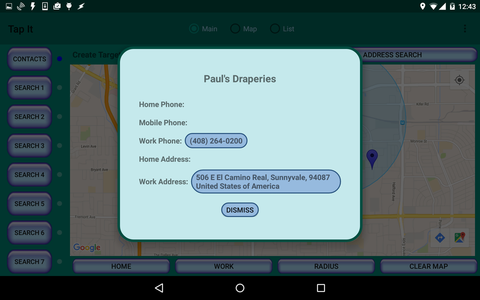 12:43
Tap It
Main
Map
List
Create Target
ADDRESS SEARCH
CONTACTS
SEARCH 1
SEARCH 2
SEARCH 3
SEARCH 4
SEARCH 5
SEARCH 6
SEARCH 7
Paul's Draperies
Home Phone:
Mobile Phone:
Work Phone: (408) 264-0200
Home Address:
Work Address: 506 E El Camino Real, Sunnyvale, 94087
United States of America
DISMISS
Google
HOME
WORK
RADIUS
CLEAR MAP